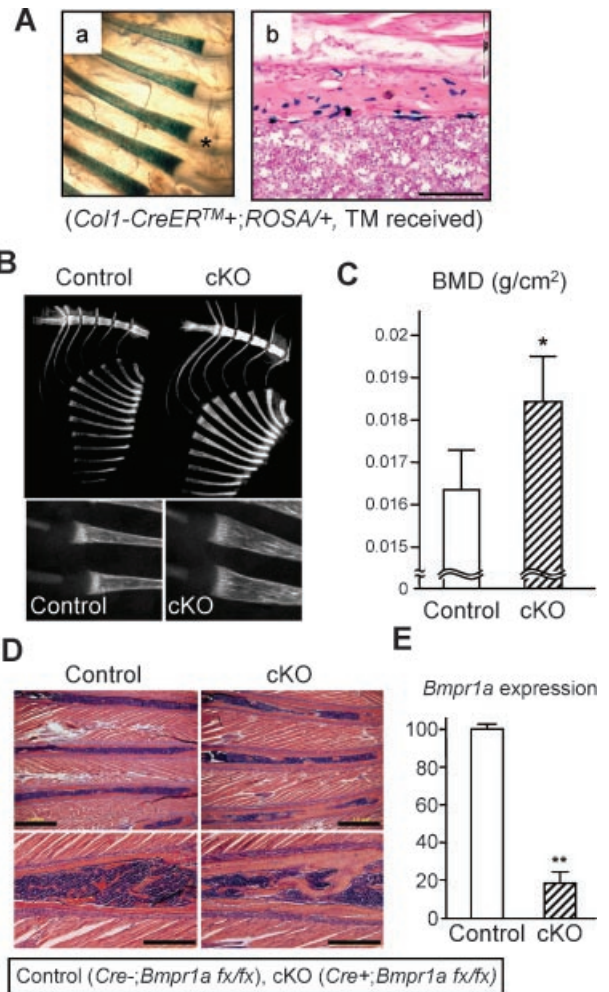 A
a
b
*
(Col1-CreERTM+;ROSA/+, TM received)
B
Control cKO
Control cKO
C
BMD (g/cm2)
*
0.02
0.019
0.018
0.017
0.016
0.015
0
Control cKO
D
Control cKO
E
Bmpr1a expression
100
80
60
40
20
0
**
Control cKO
Control (Cre-;Bmpr1a fx/fx), cKO (Cre+;Bmpr1a fx/fx)